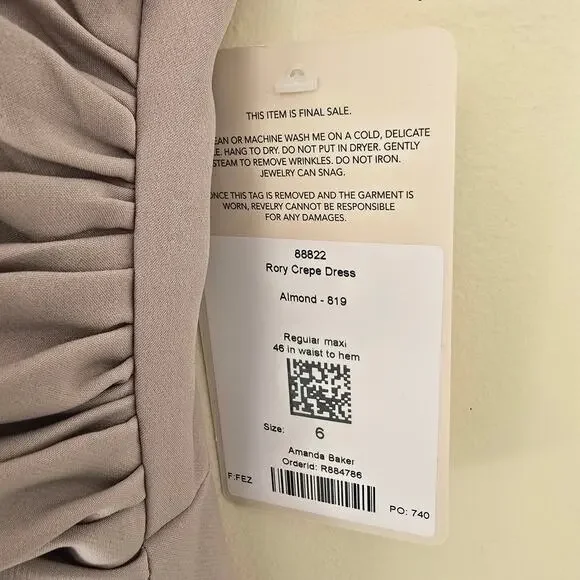 THIS ITEM IS FINAL SALE.
EAN OR MACHINE WASH ME ON A COLD, DELICATE
LE. HANG TO DRY. DO NOT PUT IN DRYER. GENTLY
STEAM TO REMOVE WRINKLES. DO NOT IRON.
JEWELRY CAN SNAG.
ONCE THIS TAG IS REMOVED AND THE GARMENT IS
WORN, REVELRY CANNOT BE RESPONSIBLE
FOR ANY DAMAGES.
88822
Rory Crepe Dress
Almond - 819
Regular maxi
46 in waist to hem
Size: 6
Amanda Baker
OrderId: R884786
F:FEZ
PO: 740